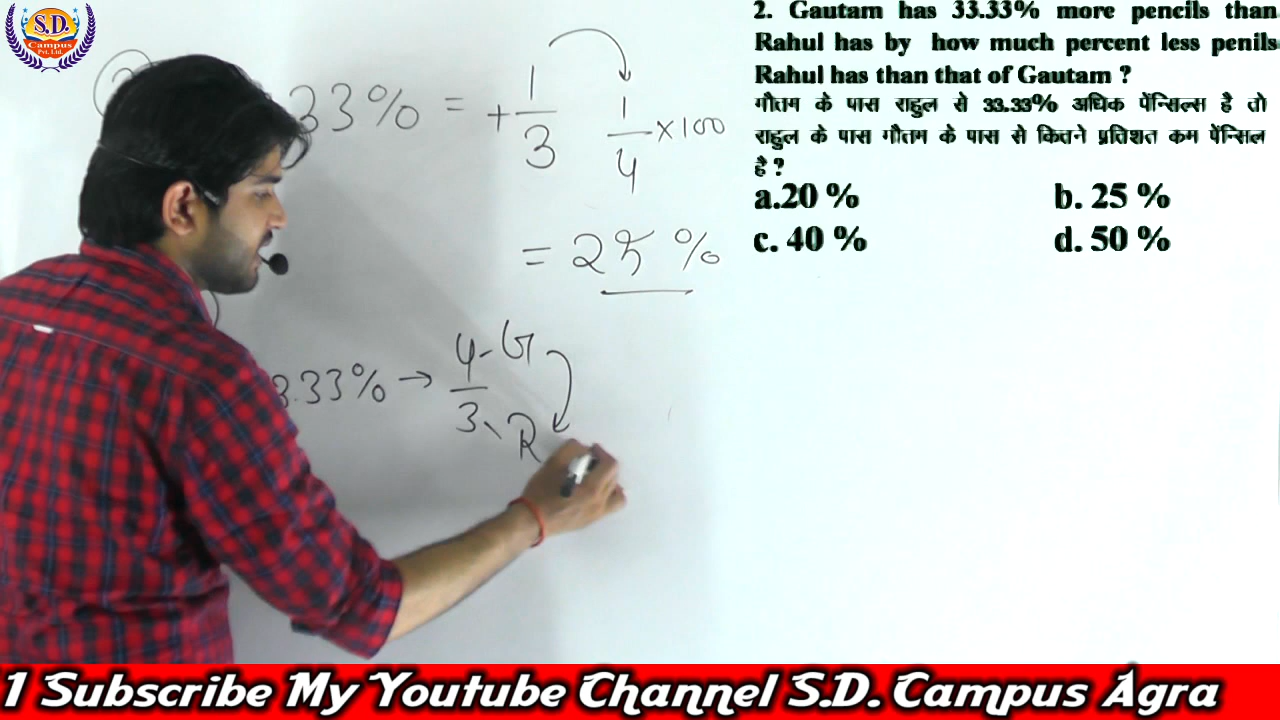 S.D.
Campus
Pvt. Ltd.
2. Gautam has 33.33% more pencils than
Rahul has by how much percent less penils
Rahul has than that of Gautam ?
गौतम के पास राहुल से 33.33% अधिक पेंन्सिल्स है तो
राहुल के पास गौतम के पास से कितने प्रतिशत कम पेंन्सिल
है ?
a.20 % b. 25 %
c. 40 % d. 50 %
33% = +1/3 1/4 ×100
= 25 %
3.33% → 4/3 G R
1 Subscribe My Youtube Channel S.D. Campus Agra